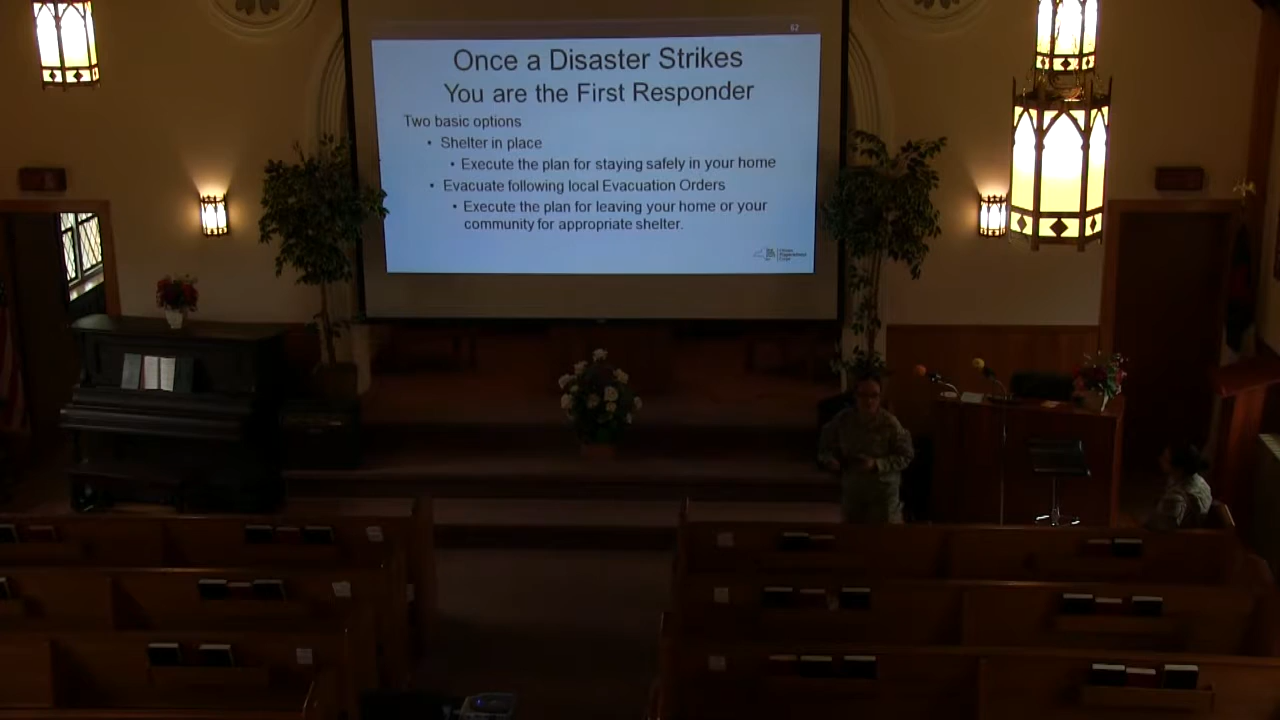 62
Once a Disaster Strikes
You are the First Responder
Two basic options
• Shelter in place
• Execute the plan for staying safely in your home
• Evacuate following local Evacuation Orders
• Execute the plan for leaving your home or your
community for appropriate shelter.